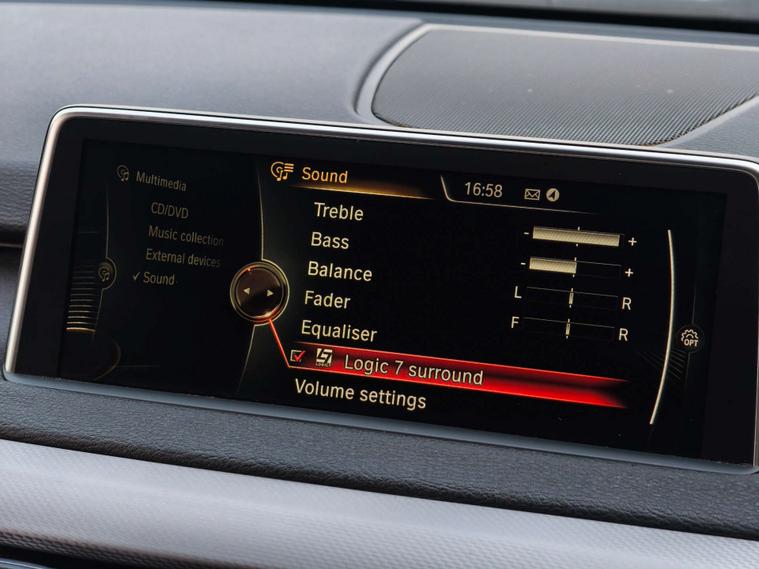 Multimedia
CD/DVD
Music collection
External devices
Sound
Sound
16:58
Treble
- +
Bass
- +
Balance
L R
Fader
F R
Equaliser
LOGIC7 Logic 7 surround
Volume settings
OPT